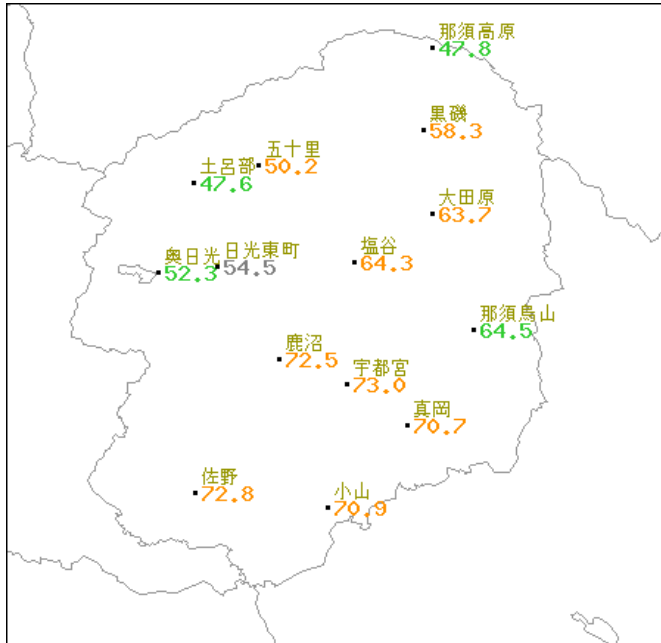 那須高原
47.8
黒磯
58.3
五十里
50.2
土呂部
47.6
大田原
63.7
塩谷
64.3
奥日光
52.3
日光東町
54.5
那須烏山
64.5
鹿沼
72.5
宇都宮
73.0
真岡
70.7
佐野
72.8
小山
70.9